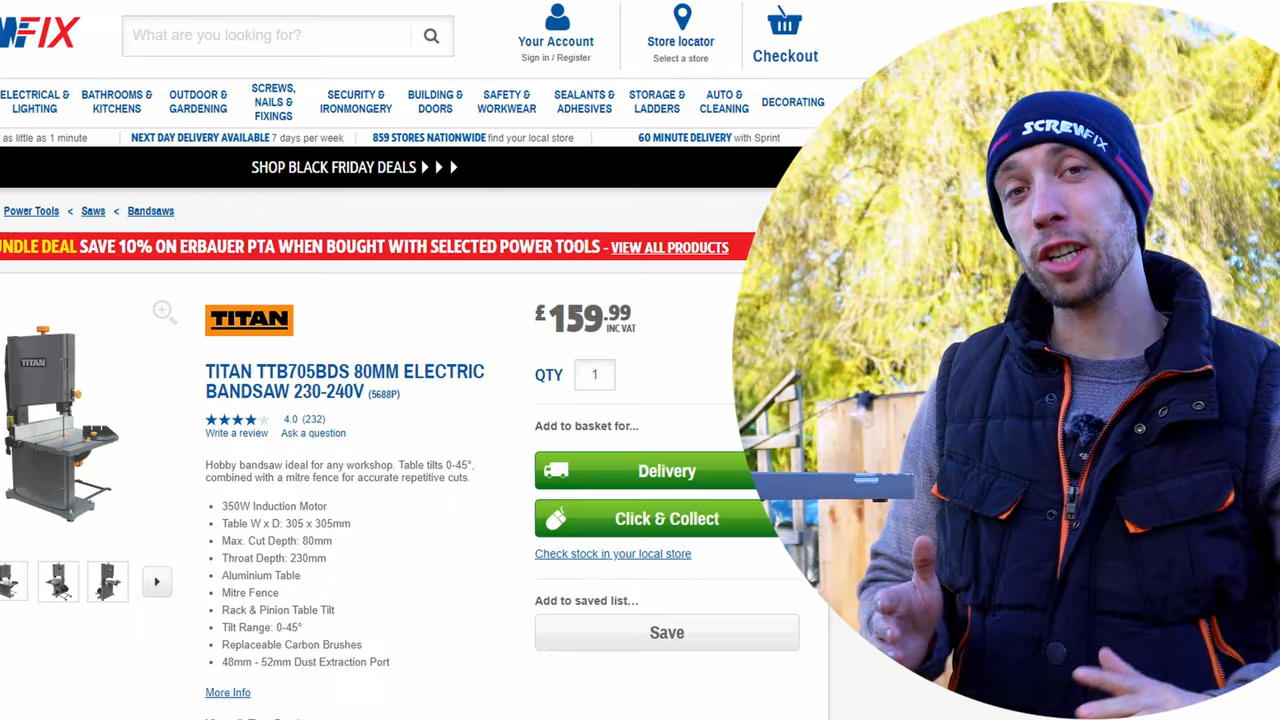 WFIX
What are you looking for?
Your Account
Sign in / Register
Store locator
Select a store
Checkout
ELECTRICAL &
LIGHTING
BATHROOMS &
KITCHENS
OUTDOOR &
GARDENING
SCREWS,
NAILS &
FIXINGS
SECURITY &
IRONMONGERY
BUILDING &
DOORS
SAFETY &
WORKWEAR
SEALANTS &
ADHESIVES
STORAGE &
LADDERS
AUTO &
CLEANING
DECORATING
as little as 1 minute
NEXT DAY DELIVERY AVAILABLE 7 days per week
859 STORES NATIONWIDE find your local store
60 MINUTE DELIVERY with Sprint
SHOP BLACK FRIDAY DEALS
Power Tools < Saws < Bandsaws
UNDLE DEAL SAVE 10% ON ERBAUER PTA WHEN BOUGHT WITH SELECTED POWER TOOLS - VIEW ALL PRODUCTS
TITAN
TITAN
TITAN TTB705BDS 80MM ELECTRIC
BANDSAW 230-240V (5688P)
4.0 (232)
Write a review Ask a question
Hobby bandsaw ideal for any workshop. Table tilts 0-45°,
combined with a mitre fence for accurate repetitive cuts.
350W Induction Motor
Table W x D: 305 x 305mm
Max. Cut Depth: 80mm
Throat Depth: 230mm
Aluminium Table
Mitre Fence
Rack & Pinion Table Tilt
Tilt Range: 0-45°
Replaceable Carbon Brushes
48mm - 52mm Dust Extraction Port
More Info
£159.99
INC VAT
QTY 1
Add to basket for...
Delivery
Click & Collect
Check stock in your local store
Add to saved list...
Save
SCREWFIX